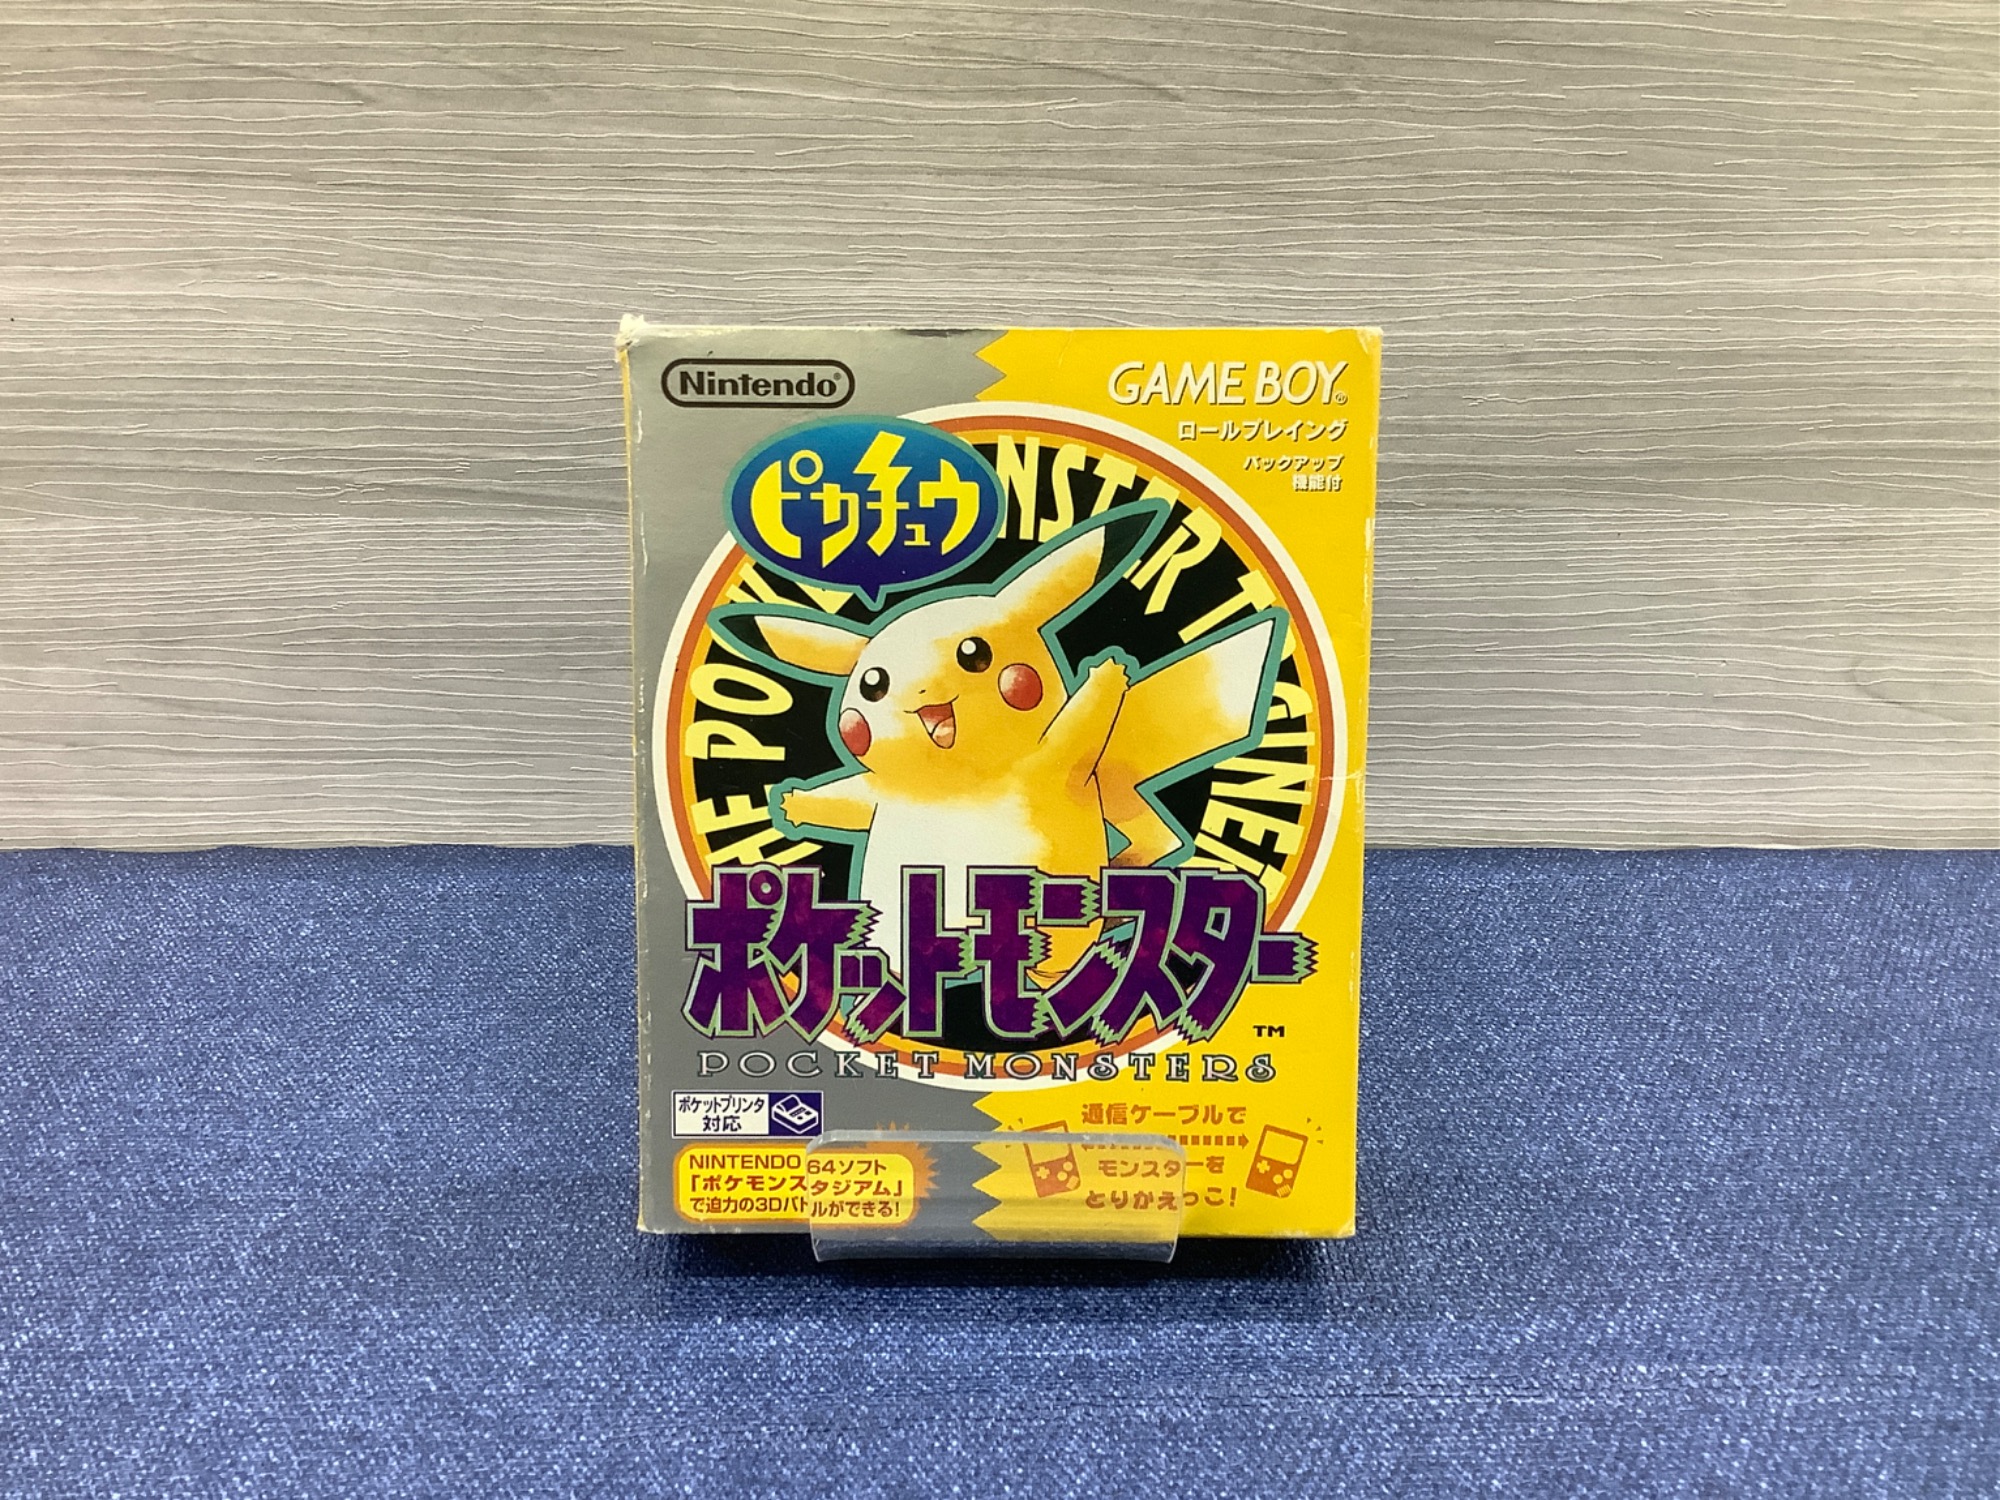 Nintendo®
GAME BOY®
ロールプレイング
バックアップ
機能付
ピカチュウ
ポケットモンスター
TM
POCKET MONSTERS
ポケットプリンタ
対応
NINTENDO 64ソフト
「ポケモンスタジアム」
で迫力の3Dバトルができる!
通信ケーブルで
モンスターを
とりかえっこ!